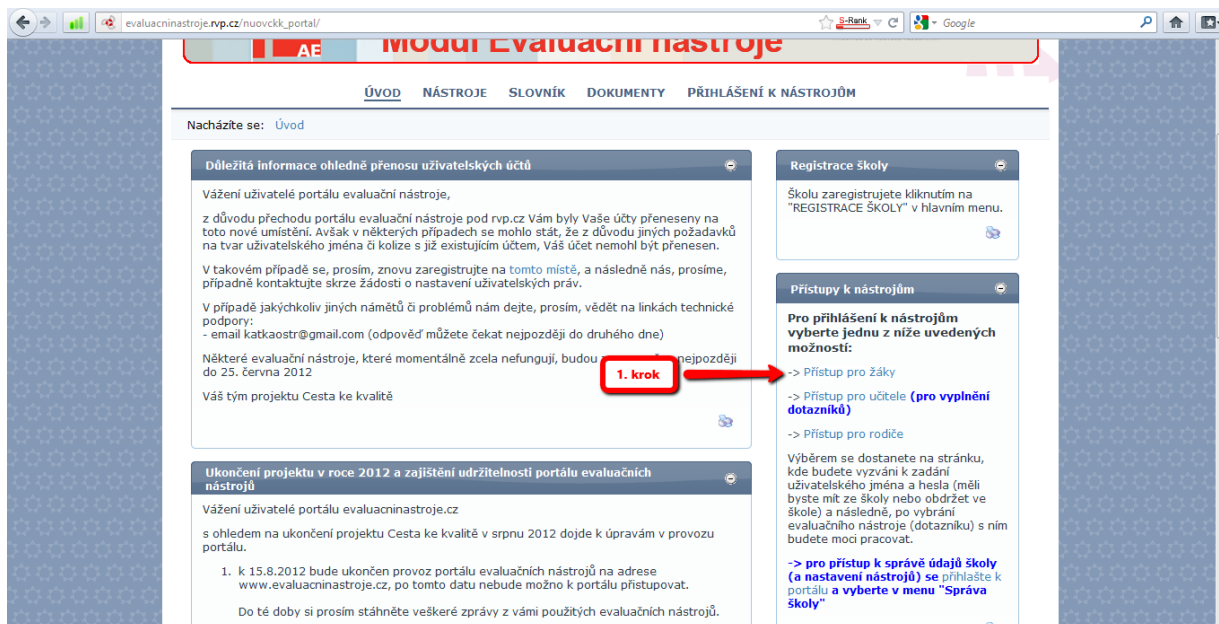 evaluacninastroje.rvp.cz/nuovckk_portal/
S-Rank
Google
AE
Modul Evaluační nástroje
ÚVOD NÁSTROJE SLOVNÍK DOKUMENTY PŘIHLÁŠENÍ K NÁSTROJŮM
Nacházíte se: Úvod
Důležitá informace ohledně přenosu uživatelských účtů
Vážení uživatelé portálu evaluační nástroje,
z důvodu přechodu portálu evaluační nástroje pod rvp.cz Vám byly Vaše účty přeneseny na
toto nové umístění. Avšak v některých případech se mohlo stát, že z důvodu jiných požadavků
na tvar uživatelského jména či kolize s již existujícím účtem, Váš účet nemohl být přenesen.
V takovém případě se, prosím, znovu zaregistrujte na tomto místě, a následně nás, prosíme,
případně kontaktujte skrze žádosti o nastavení uživatelských práv.
V případě jakýchkoliv jiných námětů či problémů nám dejte, prosím, vědět na linkách technické
podpory:
- email katkaostr@gmail.com (odpověď můžete čekat nejpozději do druhého dne)
Některé evaluační nástroje, které momentálně zcela nefungují, budou nejpozději
do 25. června 2012
Váš tým projektu Cesta ke kvalitě
1. krok
Ukončení projektu v roce 2012 a zajištění udržitelnosti portálu evaluačních
nástrojů
Vážení uživatelé portálu evaluacninastroje.cz
s ohledem na ukončení projektu Cesta ke kvalitě v srpnu 2012 dojde k úpravám v provozu
portálu.
1. k 15.8.2012 bude ukončen provoz portálu evaluačních nástrojů na adrese
www.evaluacninastroje.cz, po tomto datu nebude možno k portálu přistupovat.
Do té doby si prosím stáhněte veškeré zprávy z vámi použitých evaluačních nástrojů.
Registrace školy
Školu zaregistrujete kliknutím na
"REGISTRACE ŠKOLY" v hlavním menu.
Přístupy k nástrojům
Pro přihlášení k nástrojům
vyberte jednu z níže uvedených
možností:
-> Přístup pro žáky
-> Přístup pro učitele (pro vyplnění
dotazníků)
-> Přístup pro rodiče
Výběrem se dostanete na stránku,
kde budete vyzváni k zadání
uživatelského jména a hesla (měli
byste mít ze školy nebo obdržet ve
škole) a následně, po vybrání
evaluačního nástroje (dotazníku) s ním
budete moci pracovat.
-> pro přístup k správě údajů školy
(a nastavení nástrojů) se přihlašte k
portálu a vyberte v menu "Správa
školy"